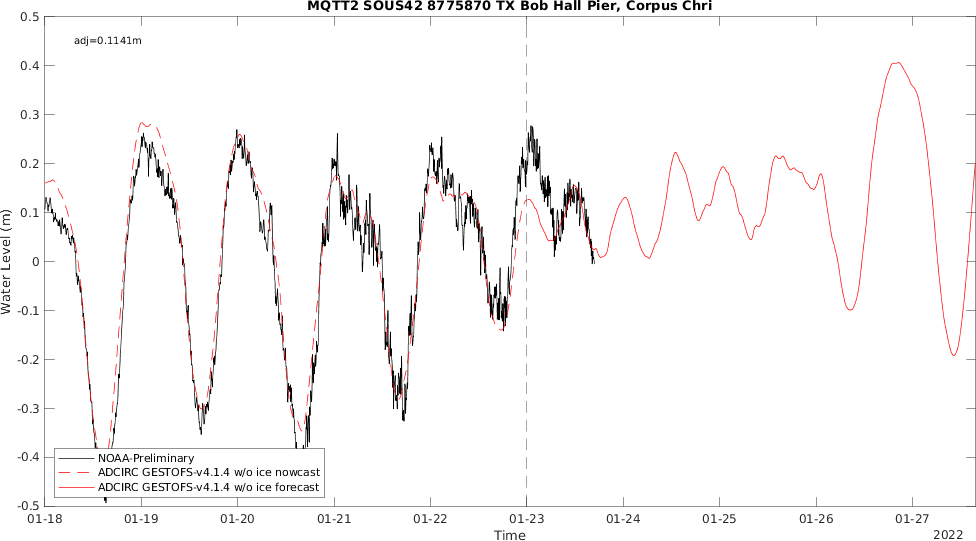 MQTT2 SOUS42 8775870 TX Bob Hall Pier, Corpus Chri
adj=0.1141m
Water Level (m)
0.5
0.4
0.3
0.2
0.1
0
-0.1
-0.2
-0.3
-0.4
-0.5
NOAA-Preliminary
ADCIRC GESTOFS-v4.1.4 w/o ice nowcast
ADCIRC GESTOFS-v4.1.4 w/o ice forecast
01-18 01-19 01-20 01-21 01-22 01-23 01-24 01-25 01-26 01-27
Time
2022